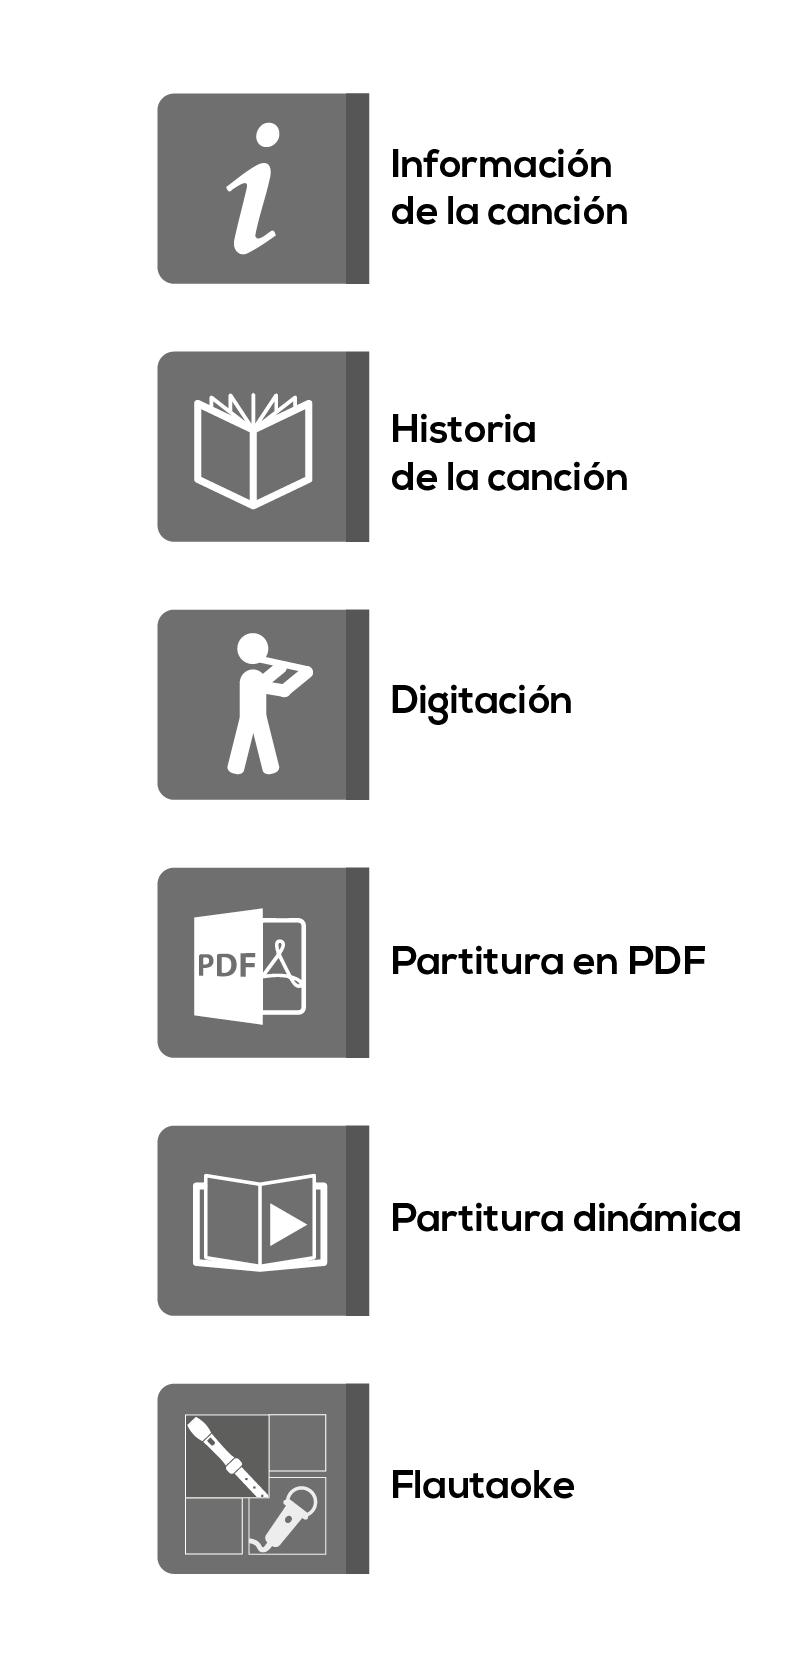 i
Información
de la canción
Historia
de la canción
Digitación
PDF
Partitura en PDF
Partitura dinámica
Flautaoke